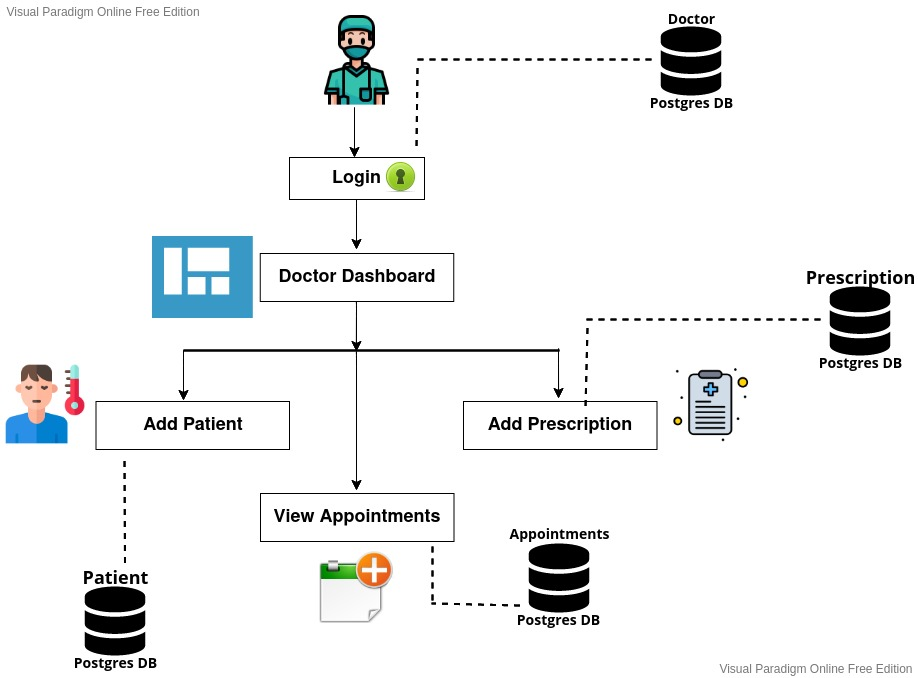 Visual Paradigm Online Free Edition
Doctor
Postgres DB
Login
Doctor Dashboard
Prescription
Postgres DB
Add Patient
Add Prescription
View Appointments
Appointments
Postgres DB
Patient
Postgres DB
Visual Paradigm Online Free Edition